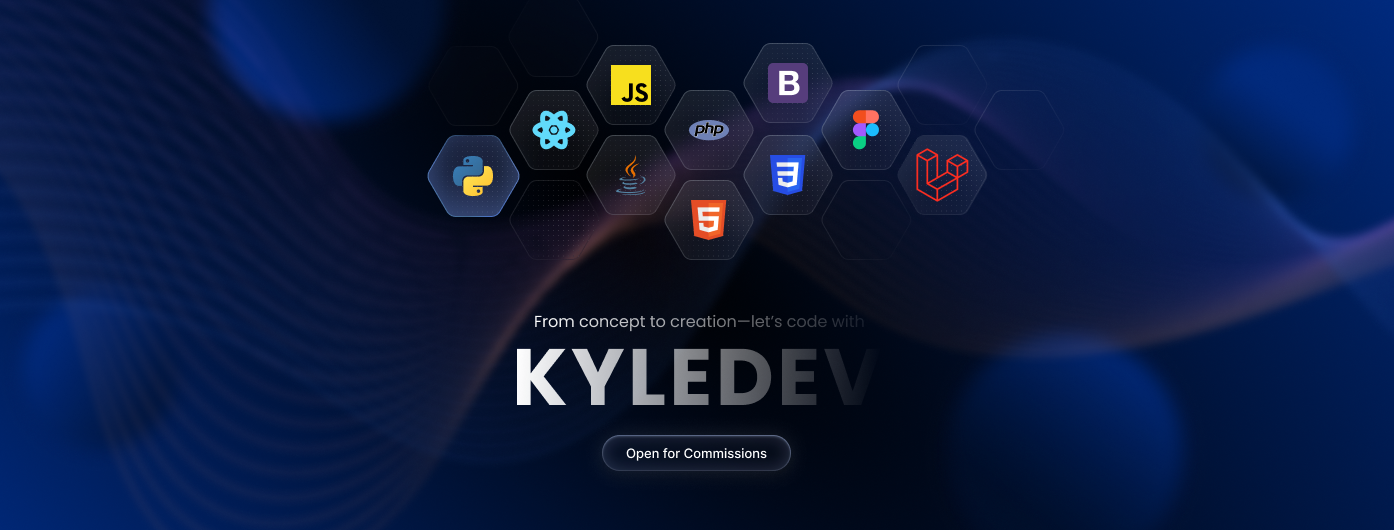 JS
B
php
3
5
From concept to creation—let's code with
KYLEDEV
Open for Commissions